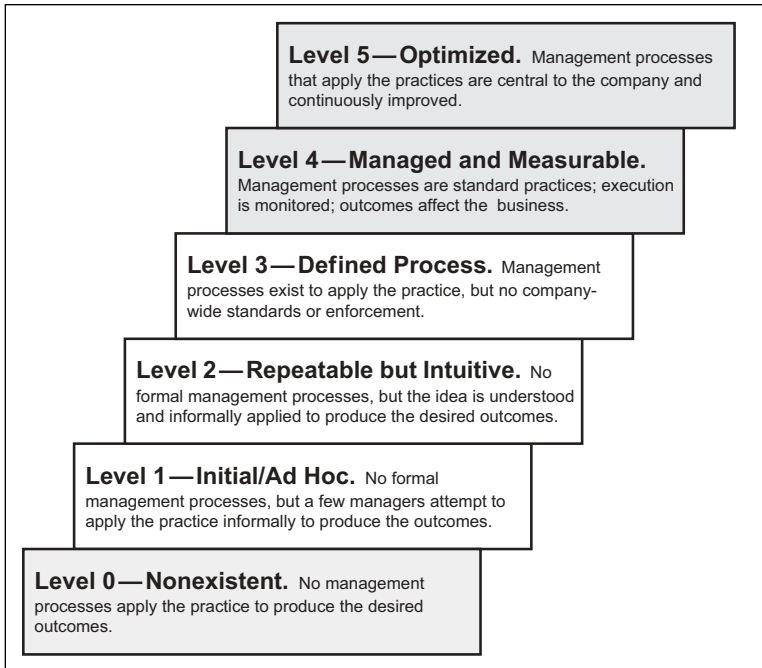 Level 5—Optimized. Management processes
that apply the practices are central to the company and
continuously improved.
Level 4—Managed and Measurable.
Management processes are standard practices; execution
is monitored; outcomes affect the  business.
Level 3—Defined Process. Management
processes exist to apply the practice, but no company-
wide standards or enforcement.
Level 2—Repeatable but Intuitive. No
formal management processes, but the idea is understood
and informally applied to produce the desired outcomes.
Level 1—Initial/Ad Hoc. No formal
management processes, but a few managers attempt to
apply the practice informally to produce the outcomes.
Level 0—Nonexistent. No management
processes apply the practice to produce the desired
outcomes.